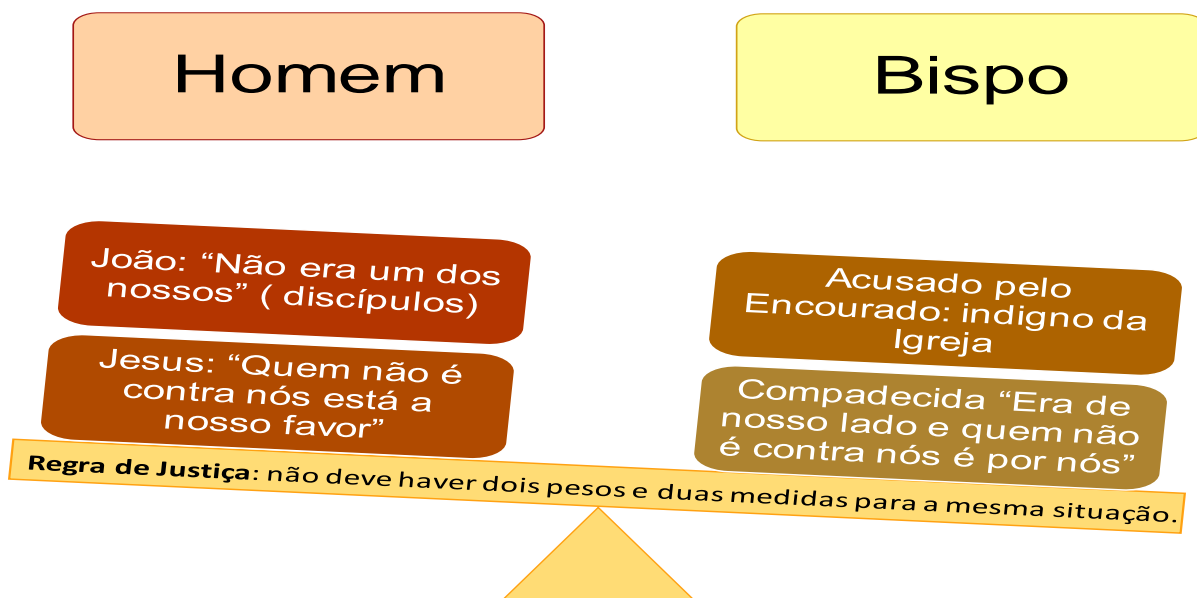 Homem
Bispo
João: “Não era um dos
nossos” ( discípulos)
Jesus: “Quem não é
contra nós está a
nosso favor”
Acusado pelo
Encourado: indigno da
Igreja
Compadecida “Era de
nosso lado e quem não
é contra nós é por nós”
Regra de Justiça: não deve haver dois pesos e duas medidas para a mesma situação.